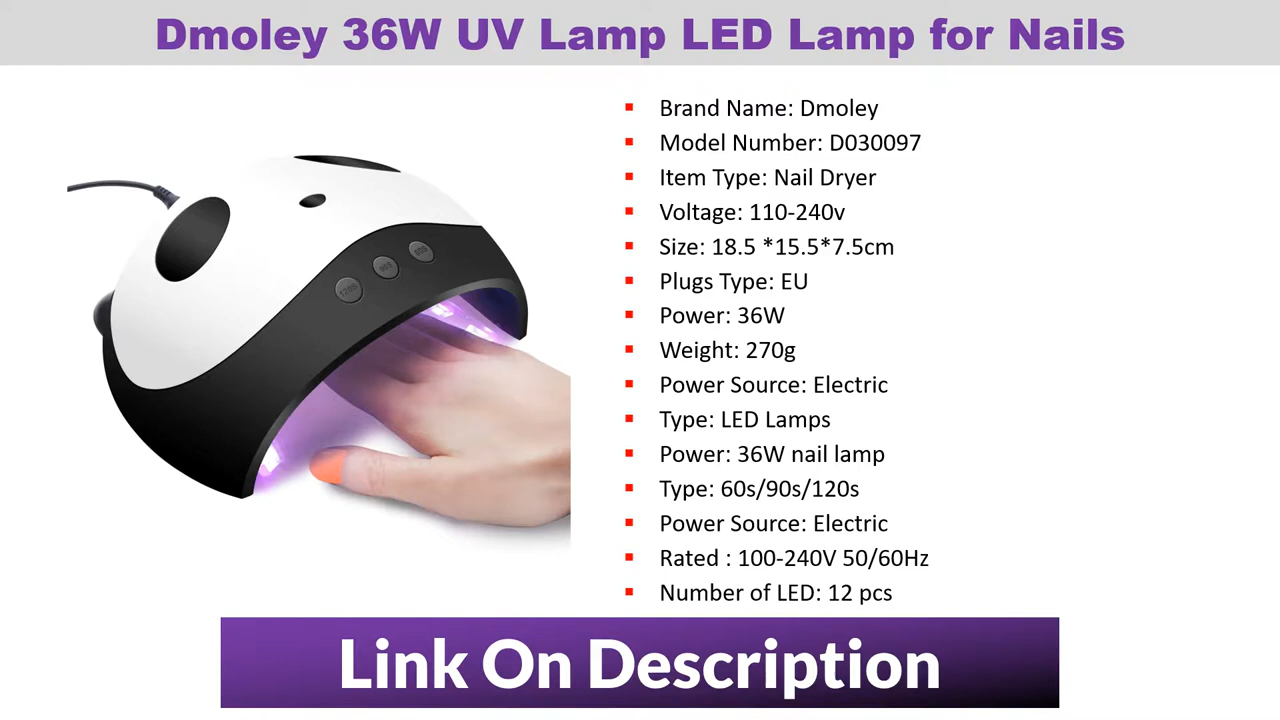 Dmoley 36W UV Lamp LED Lamp for Nails
Brand Name: Dmoley
Model Number: D030097
Item Type: Nail Dryer
Voltage: 110-240v
Size: 18.5 *15.5*7.5cm
Plugs Type: EU
Power: 36W
Weight: 270g
Power Source: Electric
Type: LED Lamps
Power: 36W nail lamp
Type: 60s/90s/120s
Power Source: Electric
Rated : 100-240V 50/60Hz
Number of LED: 12 pcs
Link On Description